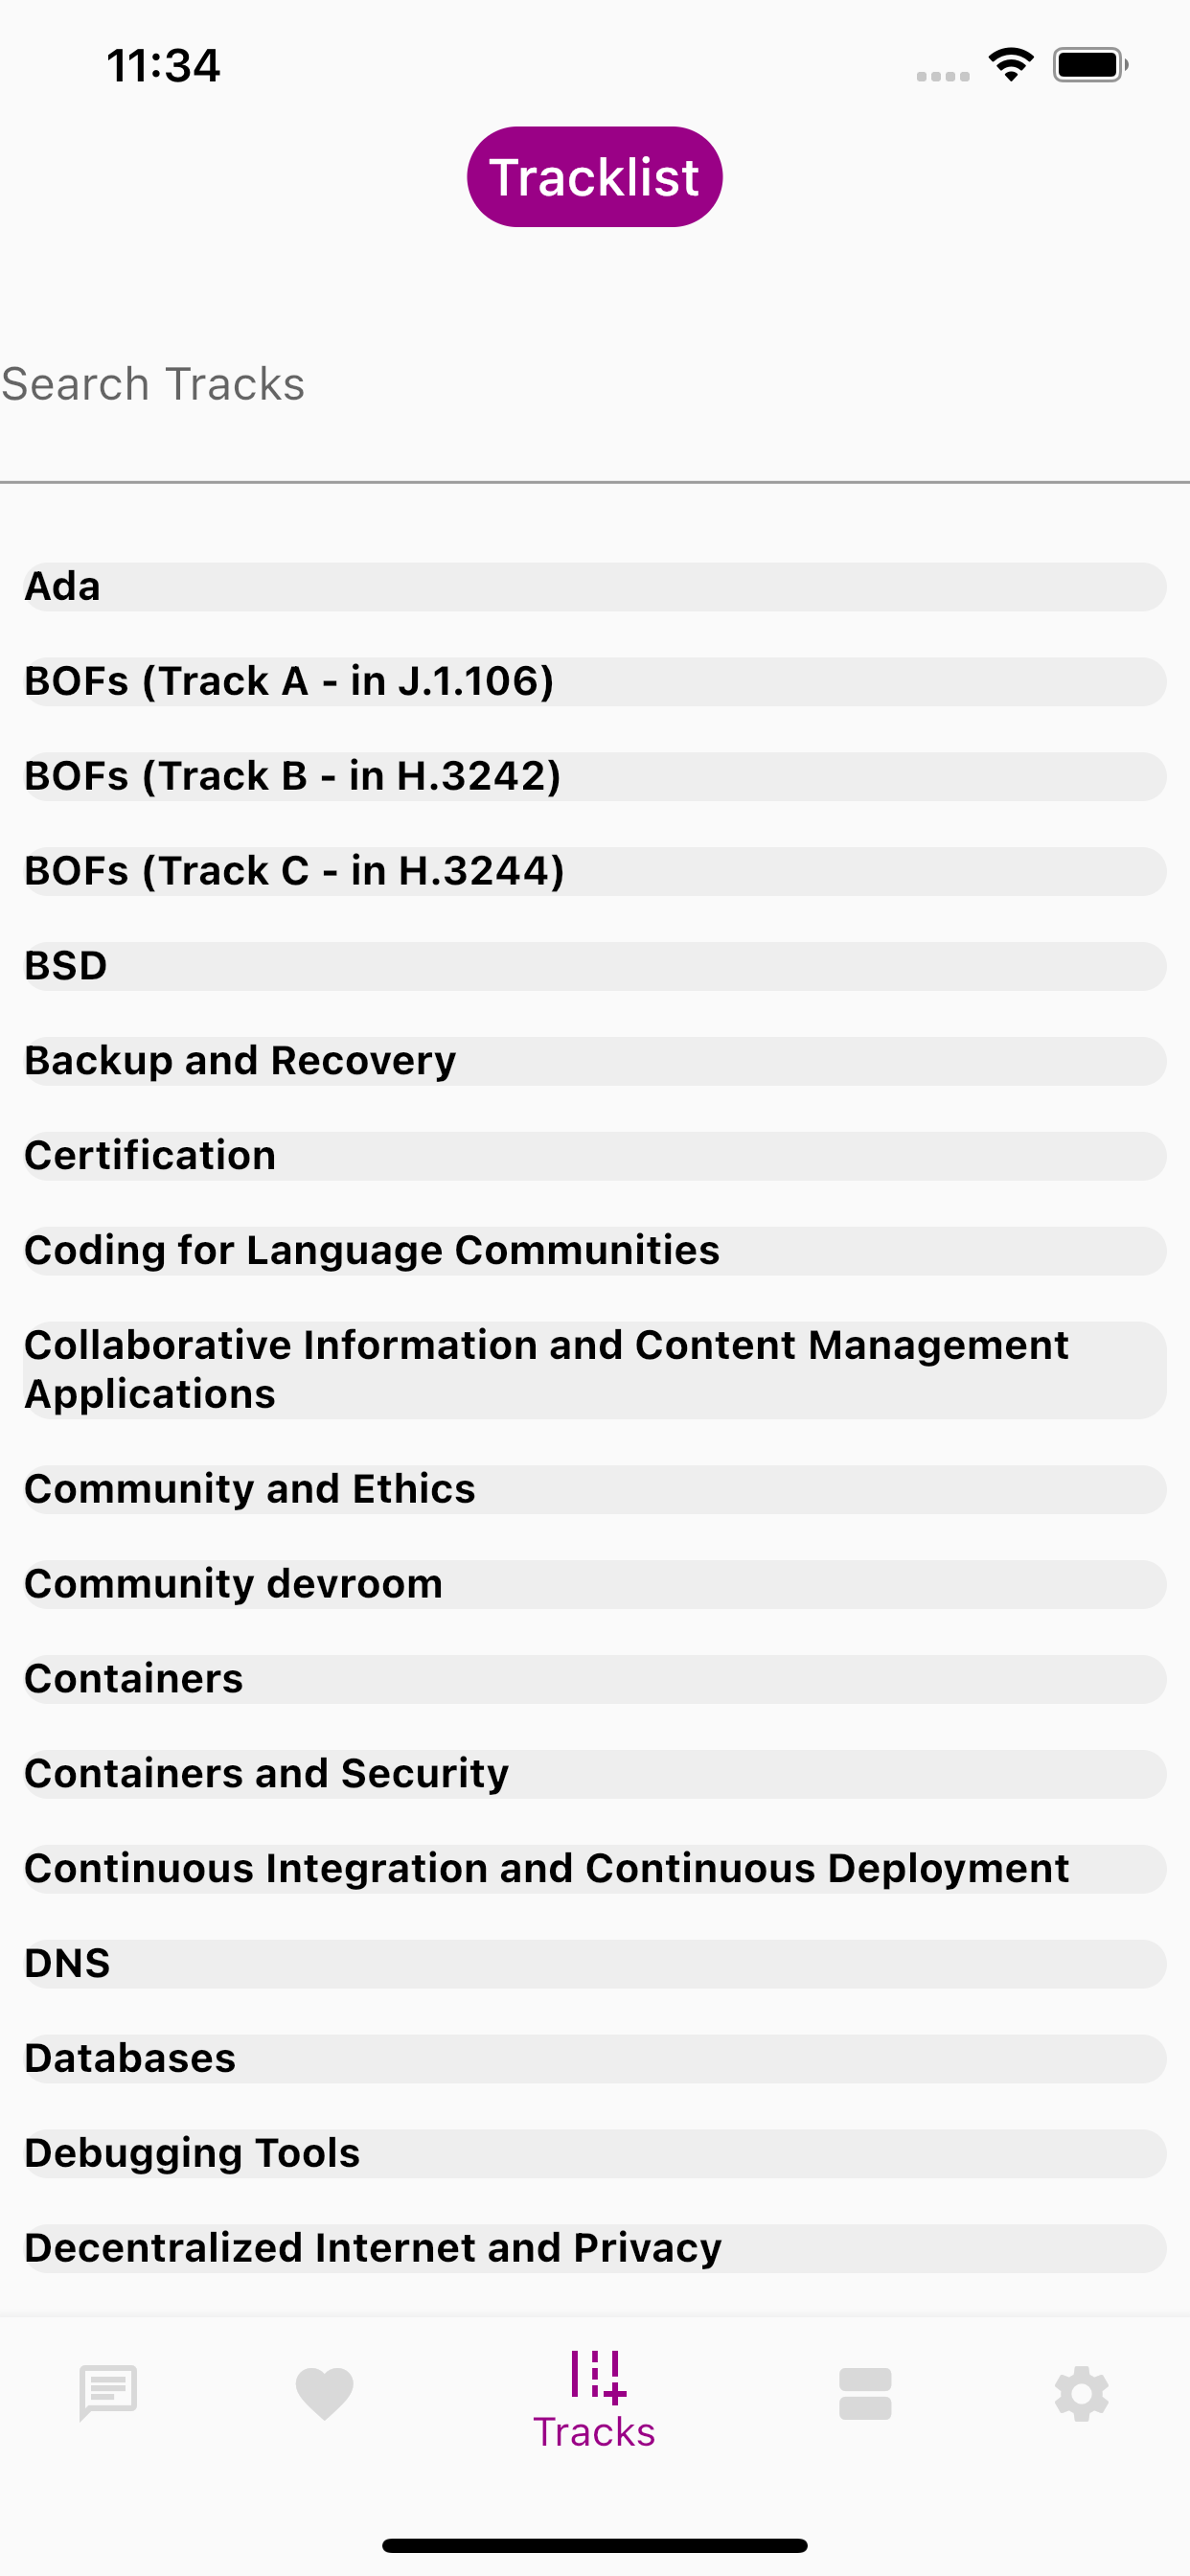 11:34
Tracklist
Search Tracks
Ada
BOFs (Track A - in J.1.106)
BOFs (Track B - in H.3242)
BOFs (Track C - in H.3244)
BSD
Backup and Recovery
Certification
Coding for Language Communities
Collaborative Information and Content Management
Applications
Community and Ethics
Community devroom
Containers
Containers and Security
Continuous Integration and Continuous Deployment
DNS
Databases
Debugging Tools
Decentralized Internet and Privacy
Tracks